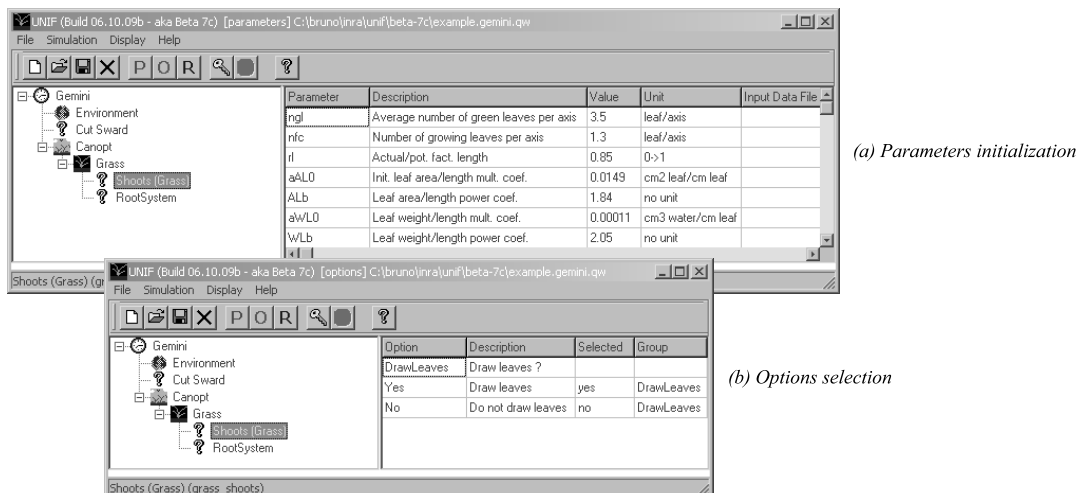 UNIF (Build 06.10.09b - aka Beta 7c) [parameters] C:\bruno\inra\unif\beta-7c\example.gemini.qw
File Simulation Display Help
P O R ?
Gemini
Environment
Cut Sward
Canopt
Grass
Shoots (Grass)
RootSystem
Parameter Description Value Unit Input Data File
ngl Average number of green leaves per axis 3.5 leaf/axis
nfc Number of growing leaves per axis 1.3 leaf/axis
rl Actual/pot. fact. length 0.85 0->1
aAL0 Init. leaf area/length mult. coef. 0.0149 cm2 leaf/cm leaf
ALb Leaf area/length power coef. 1.84 no unit
aWL0 Leaf weight/length mult. coef. 0.00011 cm3 water/cm leaf
WLb Leaf weight/length power coef. 2.05 no unit
Shoots (Grass) (gr
(a) Parameters initialization
UNIF (Build 06.10.09b - aka Beta 7c) [options] C:\bruno\inra\unif\beta-7c\example.gemini.qw
File Simulation Display Help
P O R ?
Gemini
Environment
Cut Sward
Canopt
Grass
Shoots (Grass)
RootSystem
Option Description Selected Group
DrawLeaves Draw leaves ?
Yes Draw leaves yes DrawLeaves
No Do not draw leaves no DrawLeaves
Shoots (Grass) (grass_shoots)
(b) Options selection